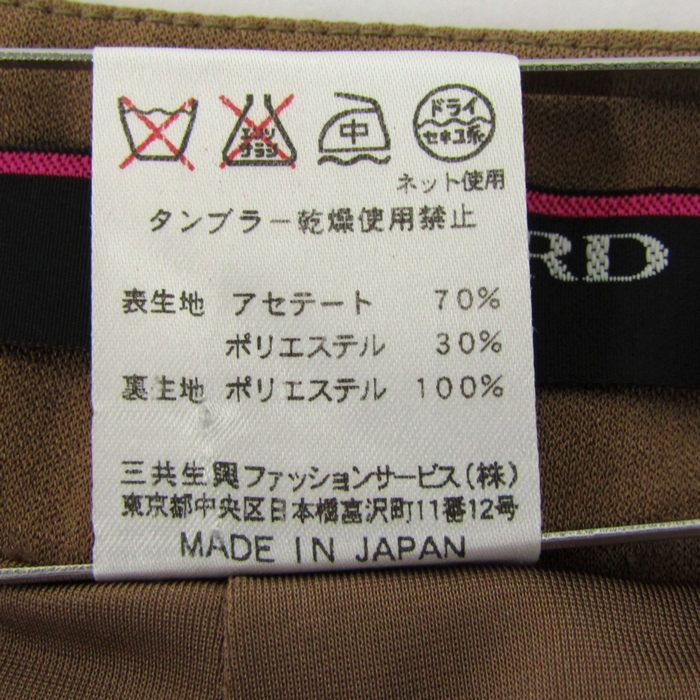 エンソ
サラシ
中
ドライ
セキユ系
ネット使用
タンブラー乾燥使用禁止
表生地 アセテート 70%
ポリエステル 30%
裏生地 ポリエステル 100%
三共生興ファッションサービス(株)
東京都中央区日本橋富沢町11番12号
MADE IN JAPAN
RD